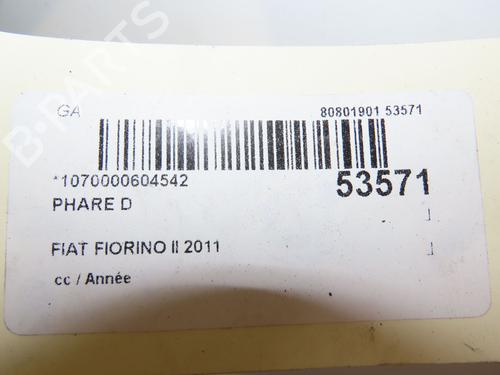 B-PARTS
GA 80801901 53571
*1070000604542 53571
PHARE D
FIAT FIORINO II 2011
cc / Année